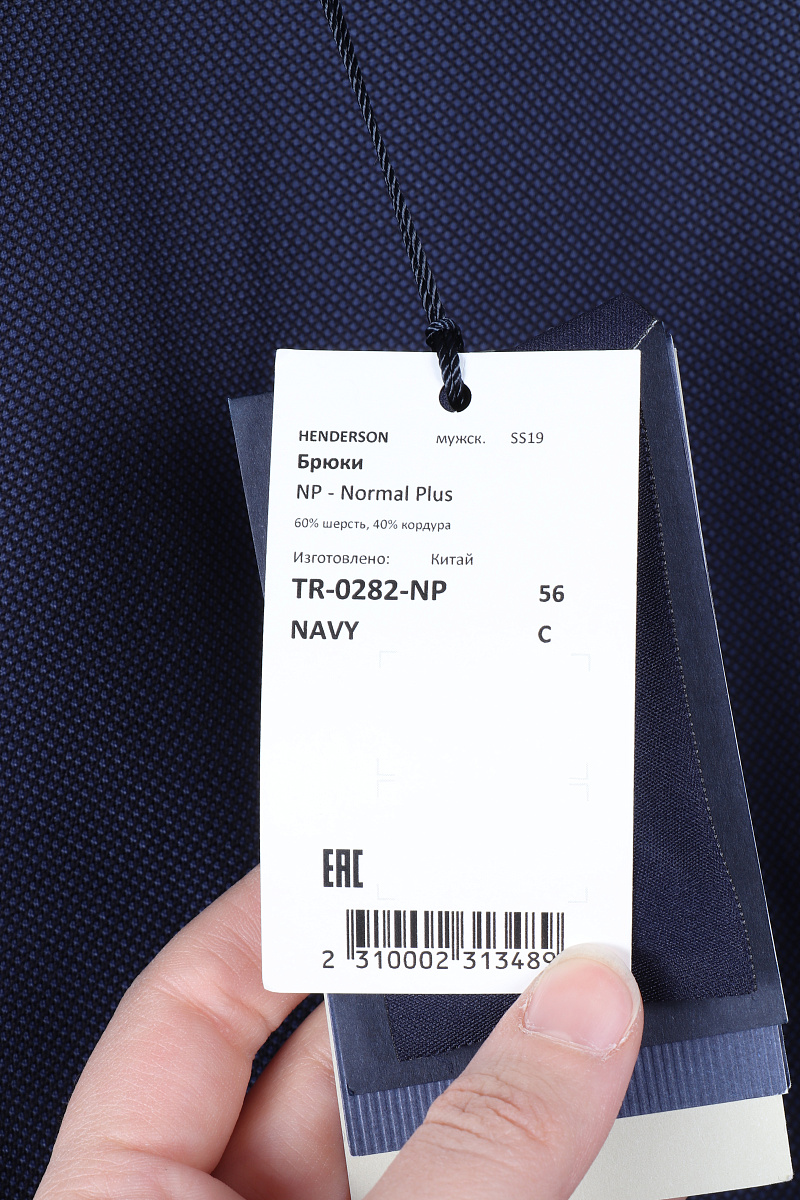 HENDERSON мужск. SS19
Брюки
NP - Normal Plus
60% шерсть, 40% кордура
Изготовлено: Китай
TR-0282-NP 56
NAVY C
EAC
2 310002 313489